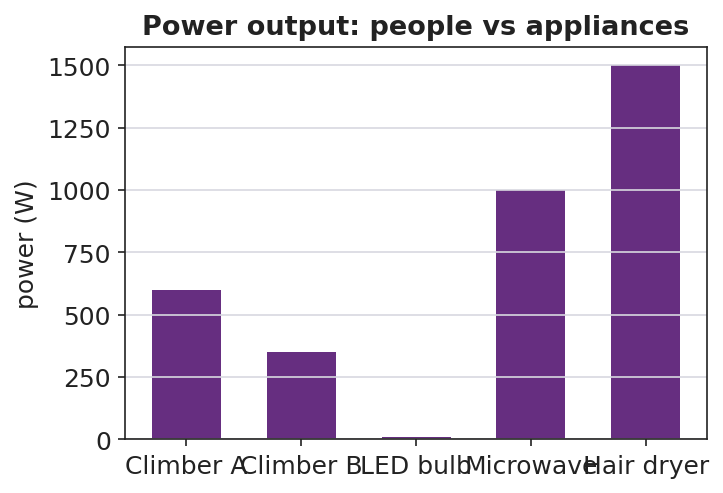 Power output: people vs appliances
power (W)
1500
1250
1000
750
500
250
0
Climber A
Climber B
LED bulb
Microwave
Hair dryer